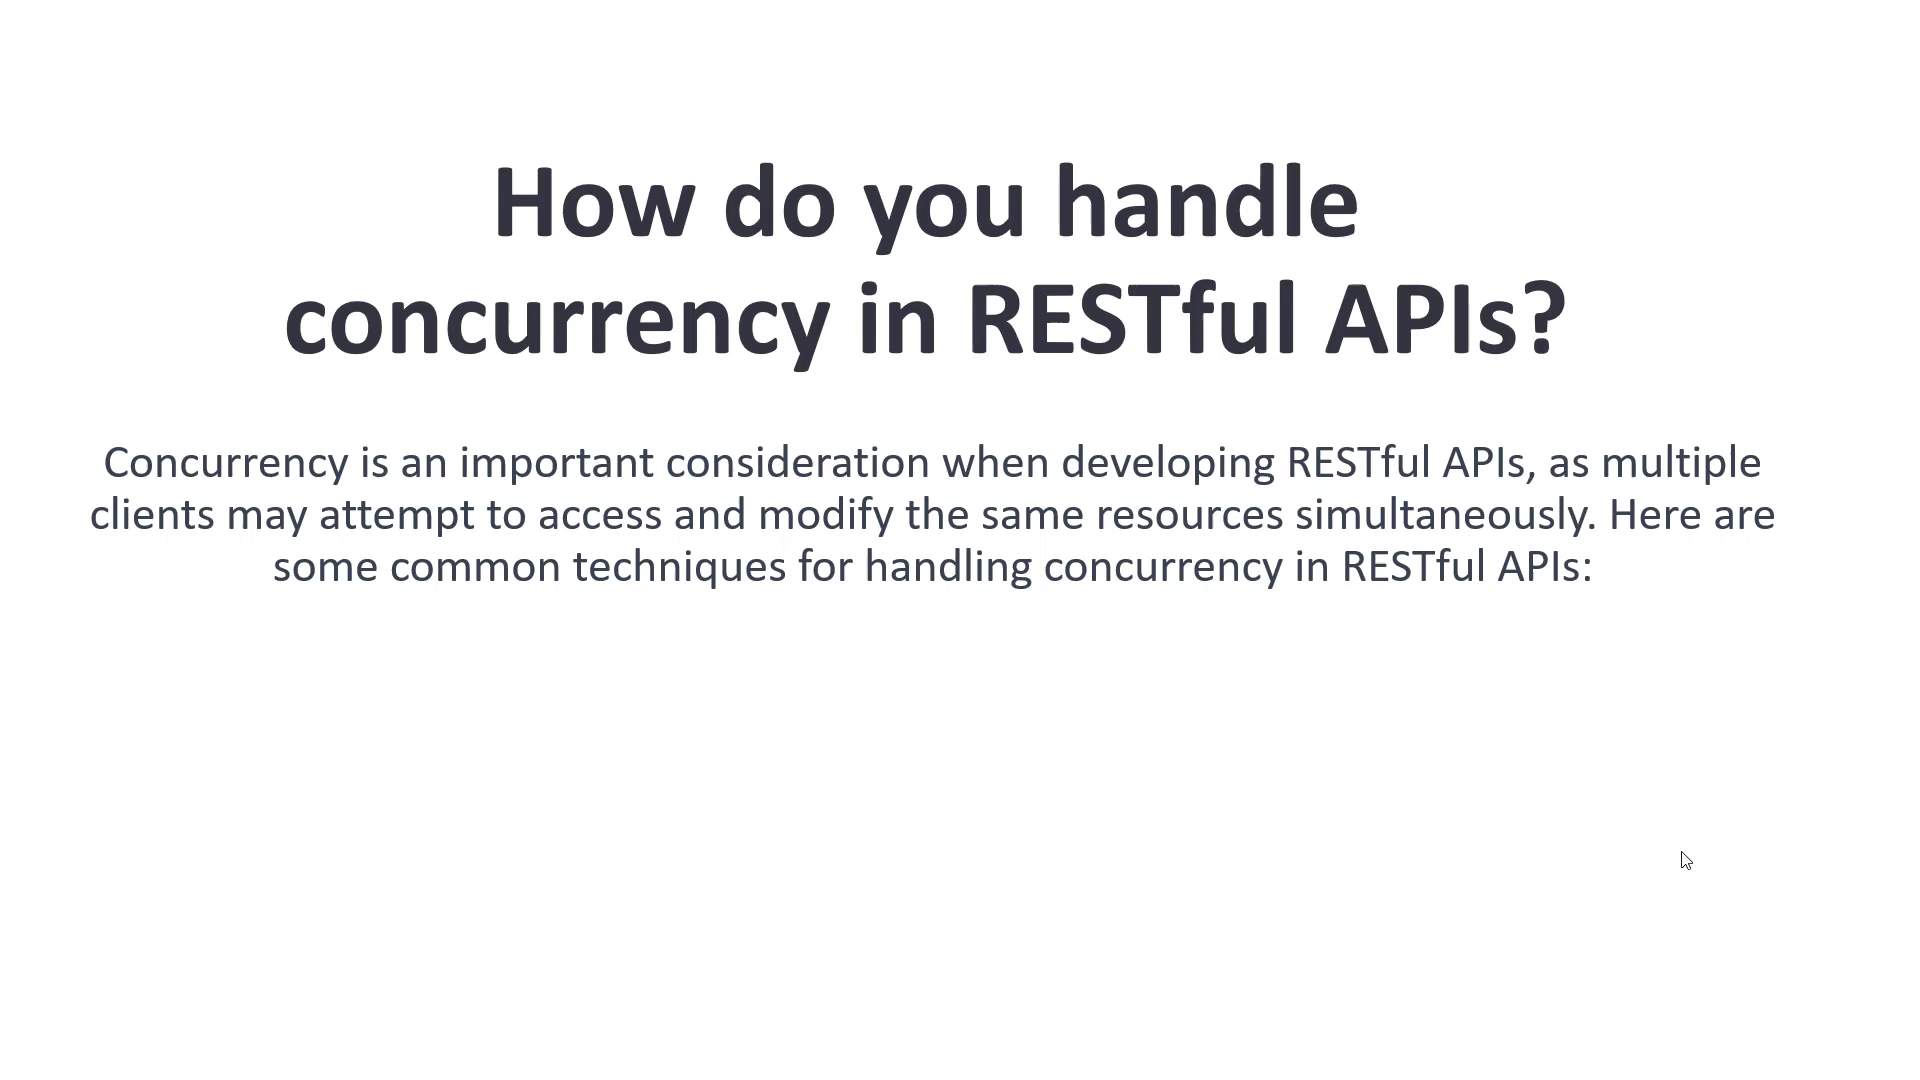 How do you handle
concurrency in RESTful APIs?
Concurrency is an important consideration when developing RESTful APIs, as multiple
clients may attempt to access and modify the same resources simultaneously. Here are
some common techniques for handling concurrency in RESTful APIs: